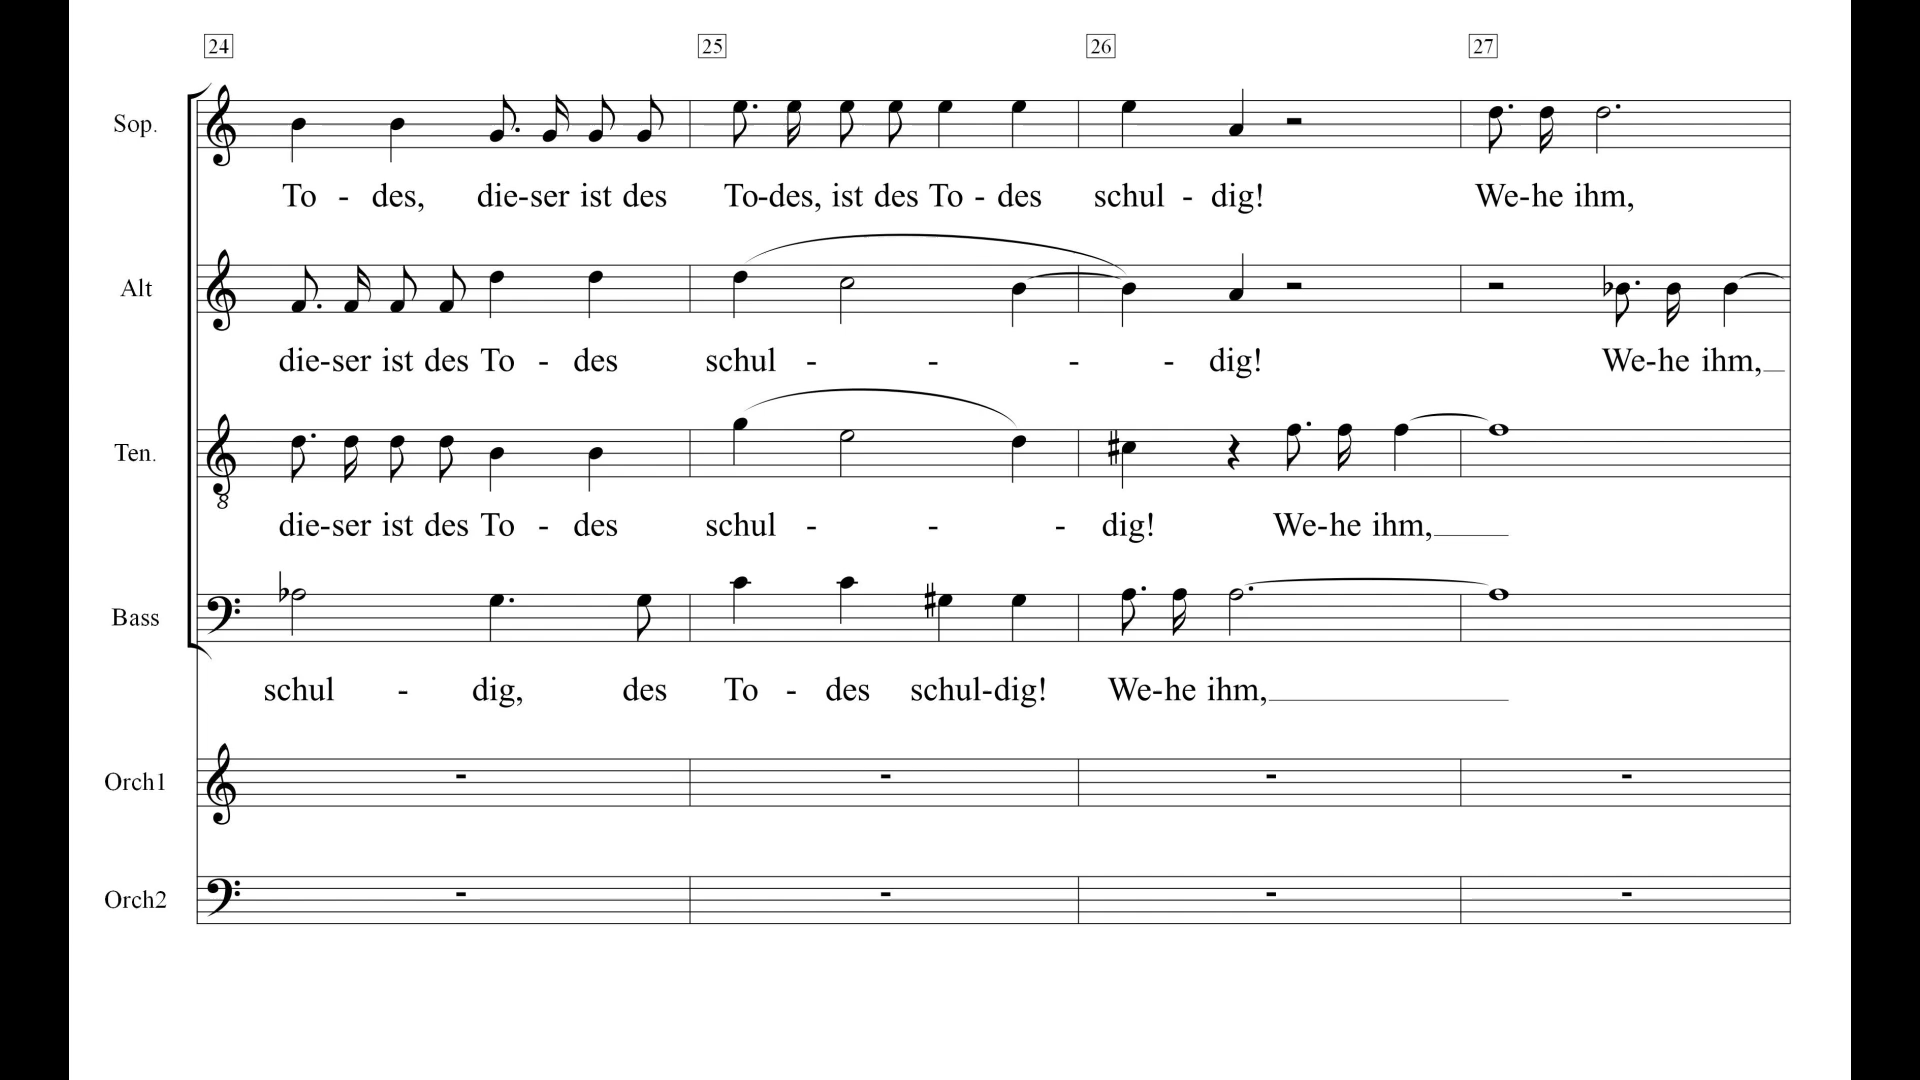 24 25 26 27
Sop.
To - des, die-ser ist des To-des, ist des To - des schul - dig! We-he ihm,
Alt
die-ser ist des To - des schul - - - - dig! We-he ihm,
Ten.
8
die-ser ist des To - des schul - - - dig! We-he ihm,
Bass
schul - dig, des To - des schul-dig! We-he ihm,
Orch1
Orch2